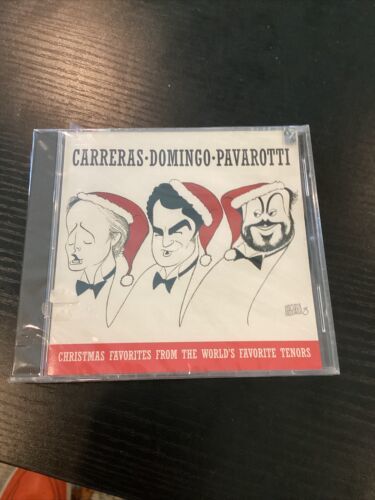 CARRERAS·DOMINGO·PAVAROTTI
CHRISTMAS FAVORITES FROM THE WORLD'S FAVORITE TENORS